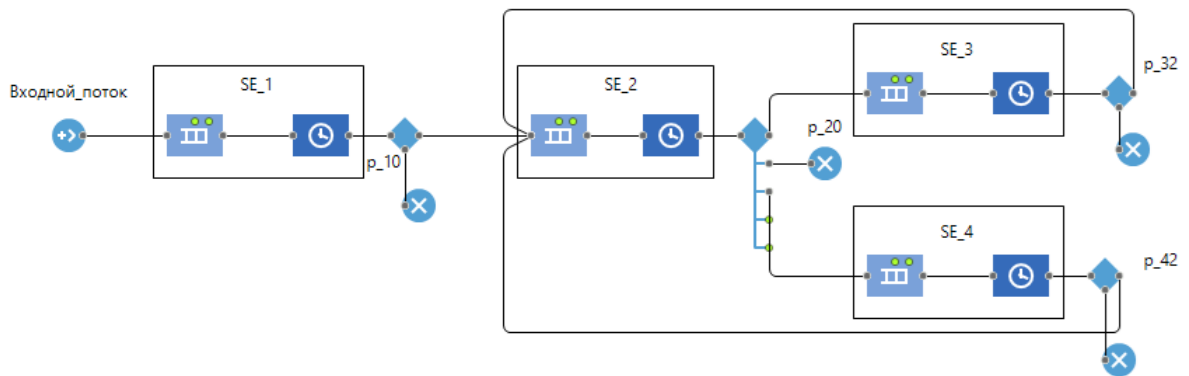 Входной_поток
SE_1
p_10
SE_2
p_20
SE_3
p_32
SE_4
p_42